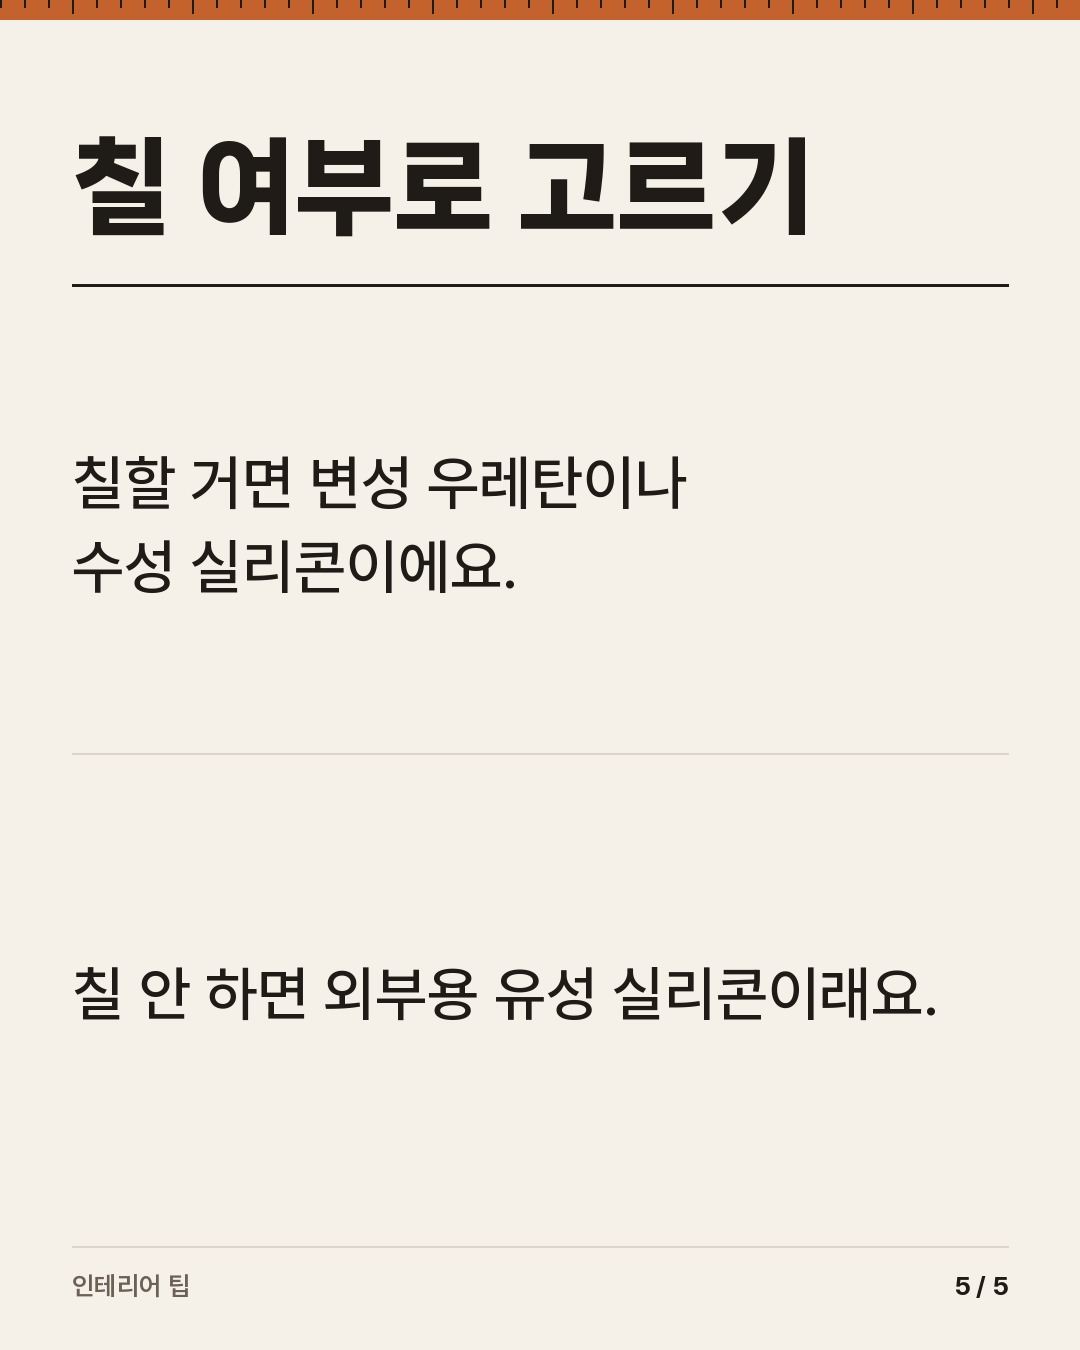 칠 여부로 고르기
칠할 거면 변성 우레탄이나
수성 실리콘이에요.
칠 안 하면 외부용 유성 실리콘이래요.
인테리어 팁
5 / 5